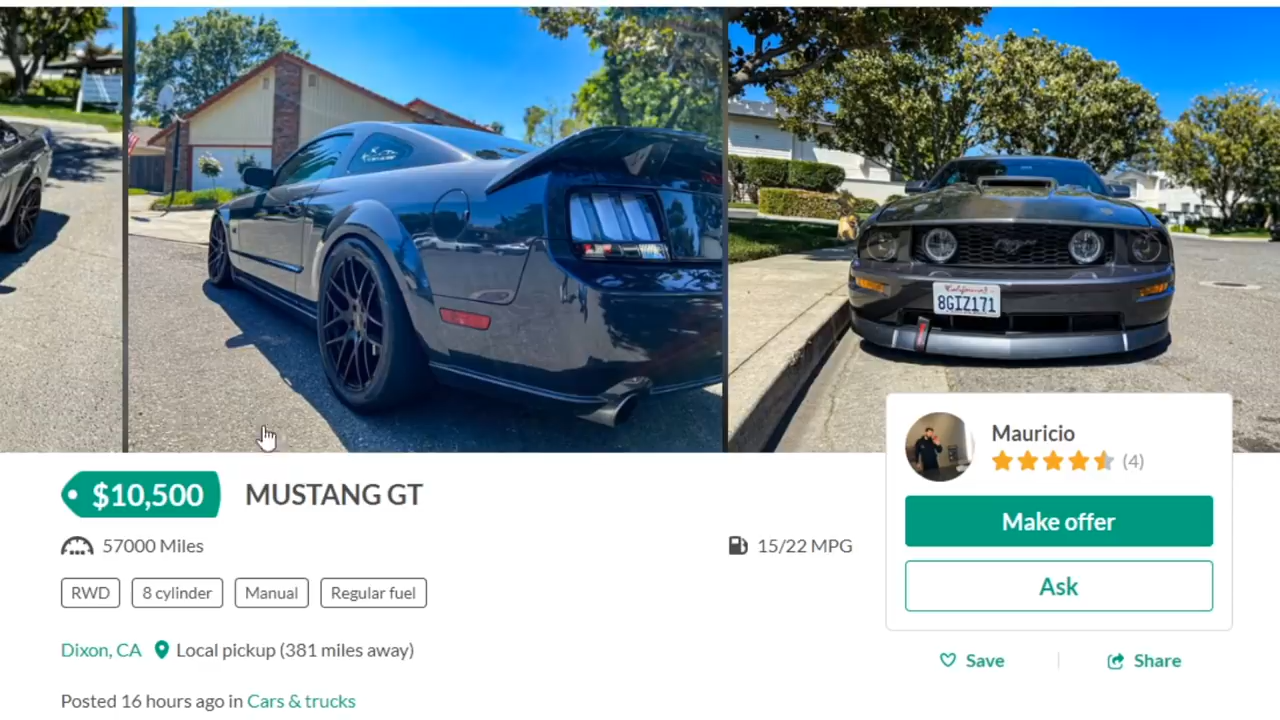 California
8GIZ171
Mauricio
(4)
$10,500
MUSTANG GT
Make offer
57000 Miles
15/22 MPG
RWD
8 cylinder
Manual
Regular fuel
Ask
Dixon, CA
Local pickup (381 miles away)
Save
Share
Posted 16 hours ago in Cars & trucks